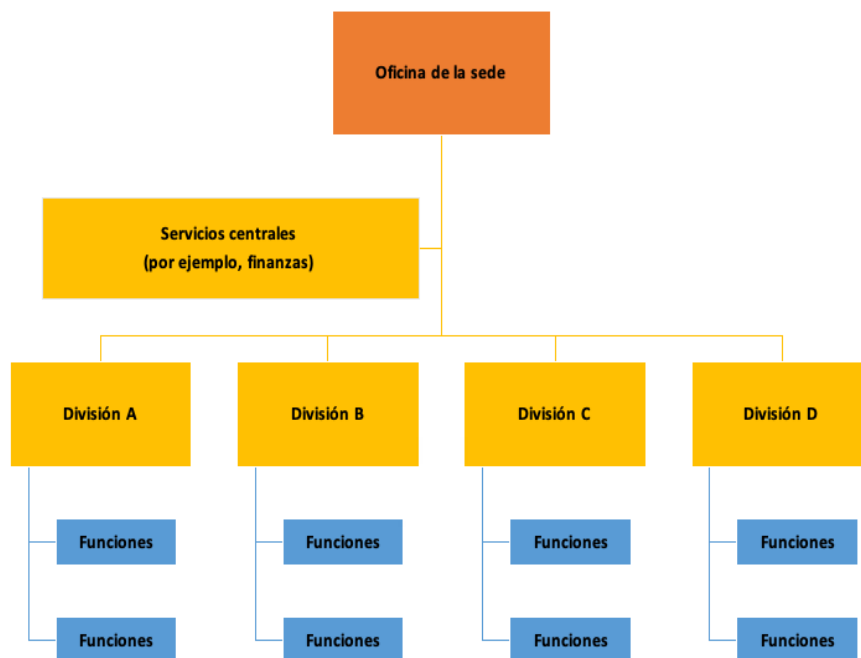 Oficina de la sede
Servicios centrales
(por ejemplo, finanzas)
División A
División B
División C
División D
Funciones
Funciones
Funciones
Funciones
Funciones
Funciones
Funciones
Funciones